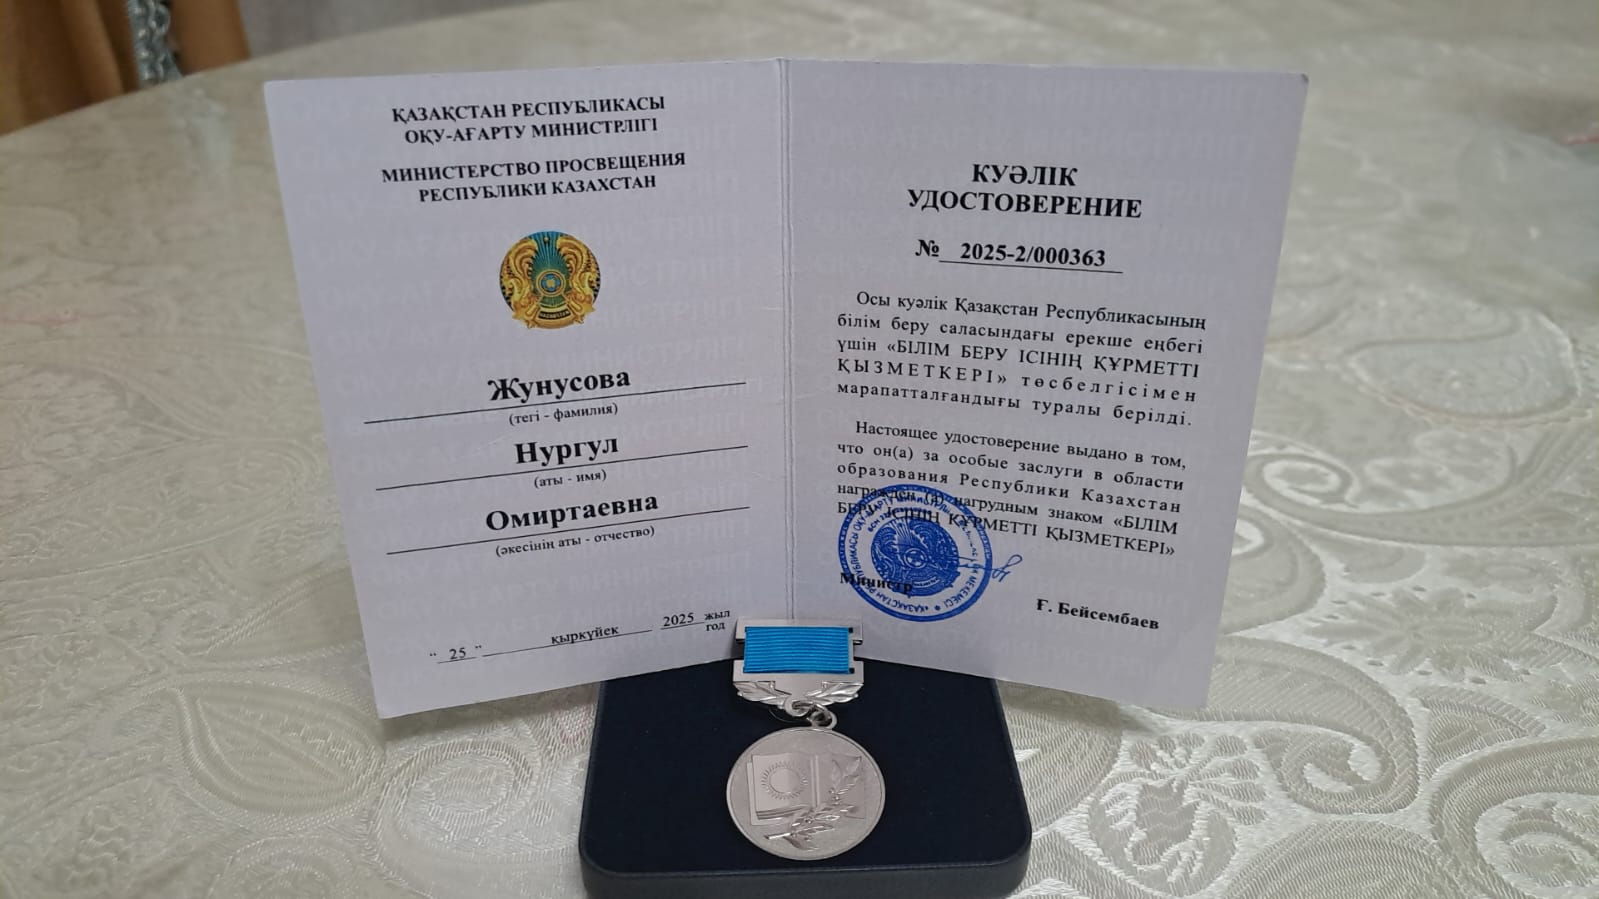 ҚАЗАҚСТАН РЕСПУБЛИКАСЫ
ОҚУ-АҒАРТУ МИНИСТРЛІГІ
МИНИСТЕРСТВО ПРОСВЕЩЕНИЯ
РЕСПУБЛИКИ КАЗАХСТАН
Жунусова
(тегі - фамилия)
Нургул
(аты - имя)
Омиртаевна
(әкесінің аты - отчество)
“ 25 ” қыркүйек 2025 жыл
год
КУӘЛІК
УДОСТОВЕРЕНИЕ
№ 2025-2/000363
Осы куәлік Қазақстан Республикасының
білім беру саласындағы ерекше еңбегі
үшін «БІЛІМ БЕРУ ІСІНІҢ ҚҰРМЕТТІ
ҚЫЗМЕТКЕРІ» төсбелгісімен
марапатталғандығы туралы берілді.
Настоящее удостоверение выдано в том,
что он(а) за особые заслуги в области
образования Республики Казахстан
награжден (а) нагрудным знаком «БІЛІМ
БЕРУ ІСІНІҢ ҚҰРМЕТТІ ҚЫЗМЕТКЕРІ»
Министр
Ғ. Бейсембаев